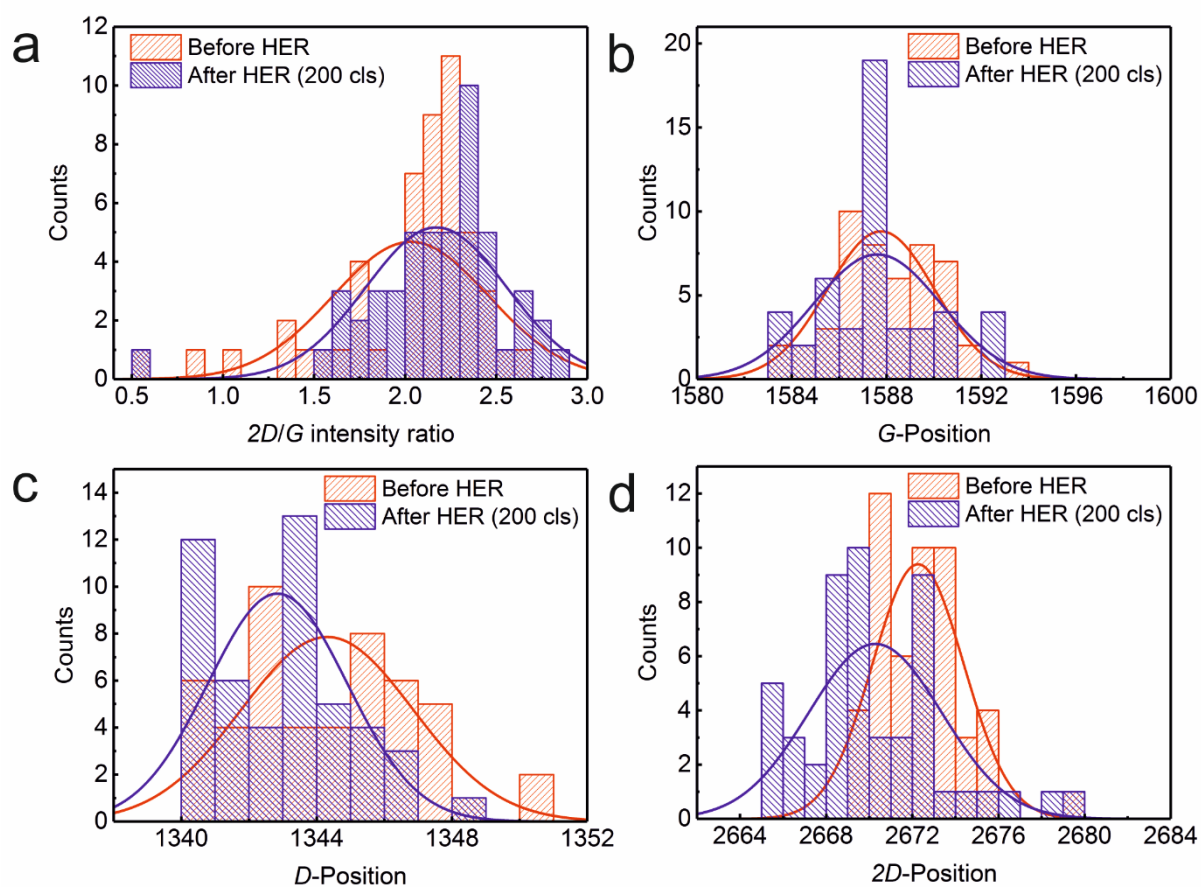 a
12
10
8
6
4
2
0
Counts
Before HER
After HER (200 cls)
0.5 1.0 1.5 2.0 2.5 3.0
2D/G intensity ratio
b
20
15
10
5
0
Counts
Before HER
After HER (200 cls)
1580 1584 1588 1592 1596 1600
G-Position
c
14
12
10
8
6
4
2
0
Counts
Before HER
After HER (200 cls)
1340 1344 1348 1352
D-Position
d
12
10
8
6
4
2
0
Counts
Before HER
After HER (200 cls)
2664 2668 2672 2676 2680 2684
2D-Position